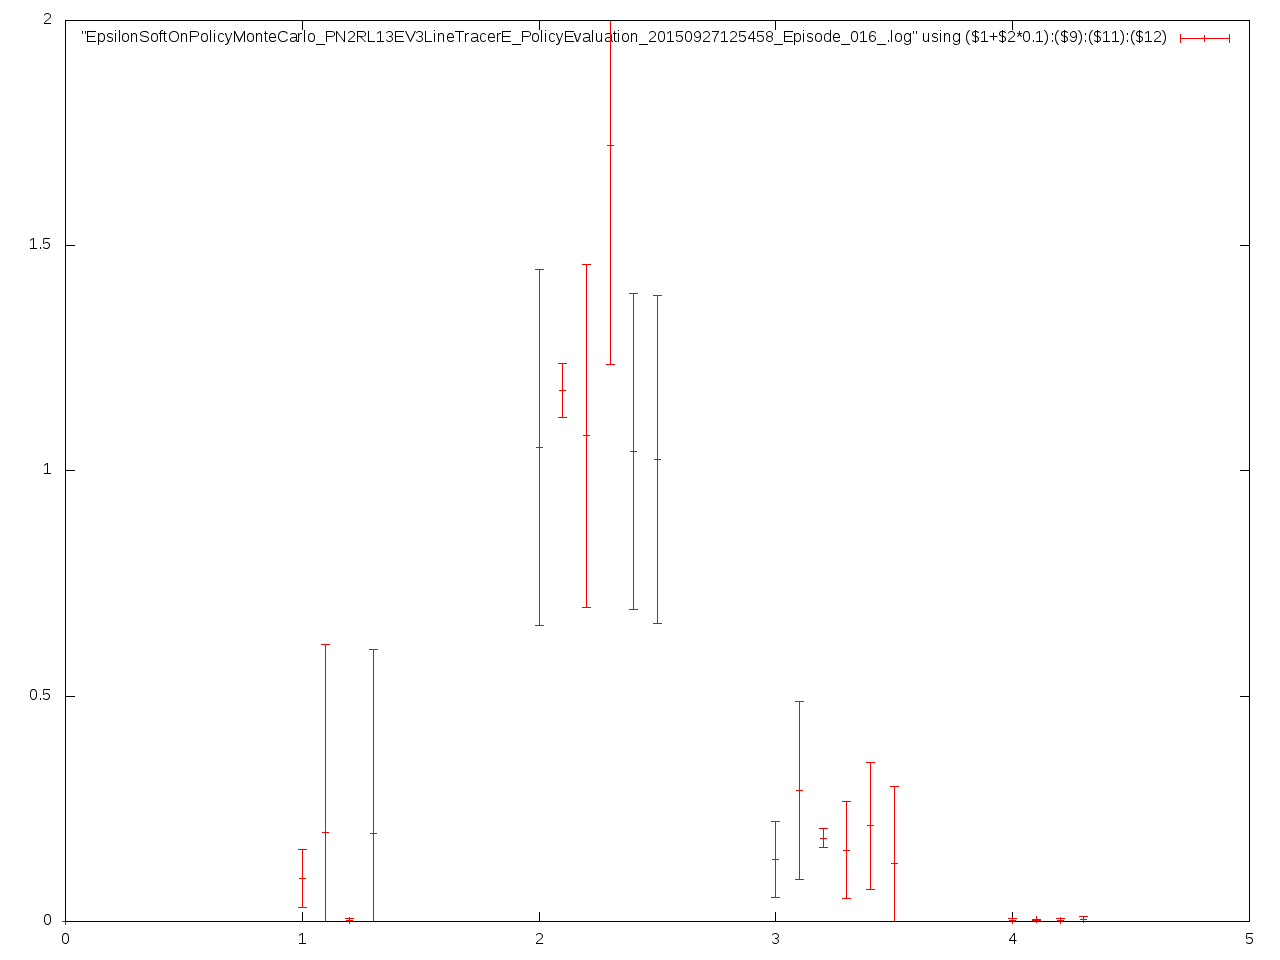 2
"EpsilonSoftOnPolicyMonteCarlo_PN2RL13EV3LineTracerE_PolicyEvaluation_20150927125458_Episode_016_.log" using ($1+$2*0.1):($9):($11):($12)
1.5
1
0.5
0
0 1 2 3 4 5